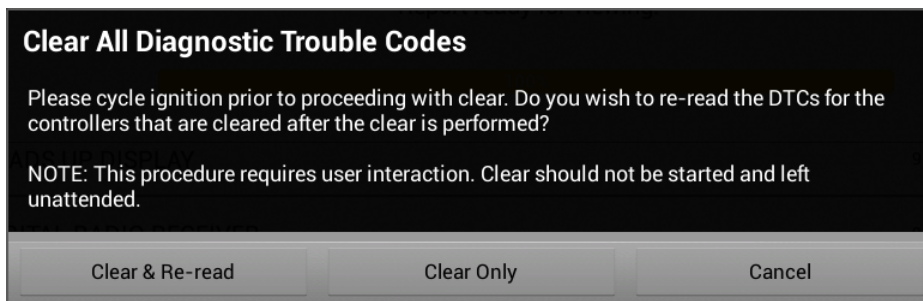 Clear All Diagnostic Trouble Codes
Please cycle ignition prior to proceeding with clear. Do you wish to re-read the DTCs for the
controllers that are cleared after the clear is performed?
NOTE: This procedure requires user interaction. Clear should not be started and left
unattended.
Clear & Re-read
Clear Only
Cancel